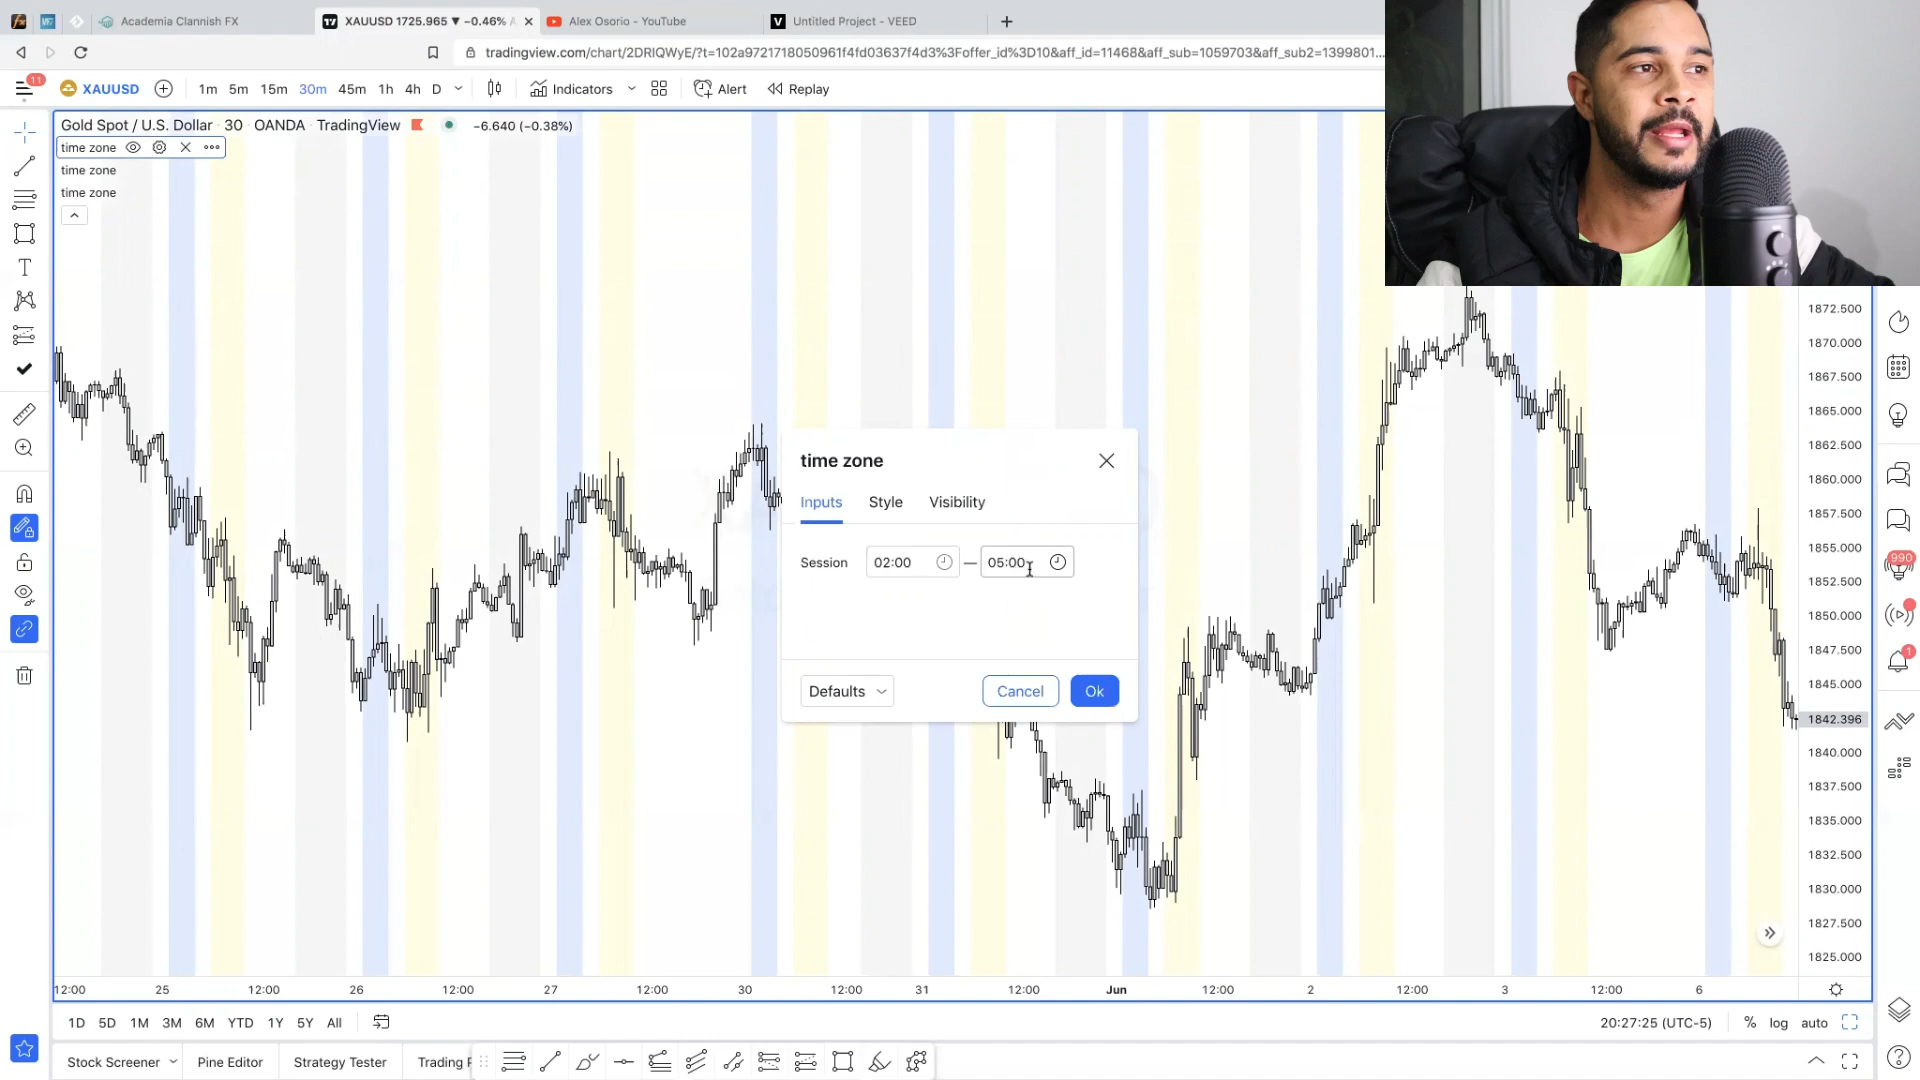 Academia Clannish FX
XAUUSD 1725.965 ▼ −0.46%
Alex Osorio - YouTube
Untitled Project - VEED
tradingview.com/chart/2DRIQWyE/?t=102a9721718050961f4fd03637f4d3%3Foffer_id%3D10&aff_id=11468&aff_sub=1059703&aff_sub2=1399801...
11
XAUUSD 1m 5m 15m 30m 45m 1h 4h D Indicators Alert Replay
Gold Spot / U.S. Dollar · 30 · OANDA · TradingView −6.640 (−0.38%)
time zone
time zone
time zone
1872.500
1870.000
1867.500
1865.000
1862.500
1860.000
1857.500
1855.000
1852.500
1850.000
1847.500
1845.000
1842.396
1840.000
1837.500
1835.000
1832.500
1830.000
1827.500
1825.000
990
1
time zone
Inputs Style Visibility
Session 02:00 — 05:00
Defaults Cancel Ok
12:00 25 12:00 26 12:00 27 12:00 30 12:00 31 12:00 Jun 12:00 2 12:00 3 12:00 6
1D 5D 1M 3M 6M YTD 1Y 5Y All
20:27:25 (UTC-5) % log auto
Stock Screener Pine Editor Strategy Tester Trading